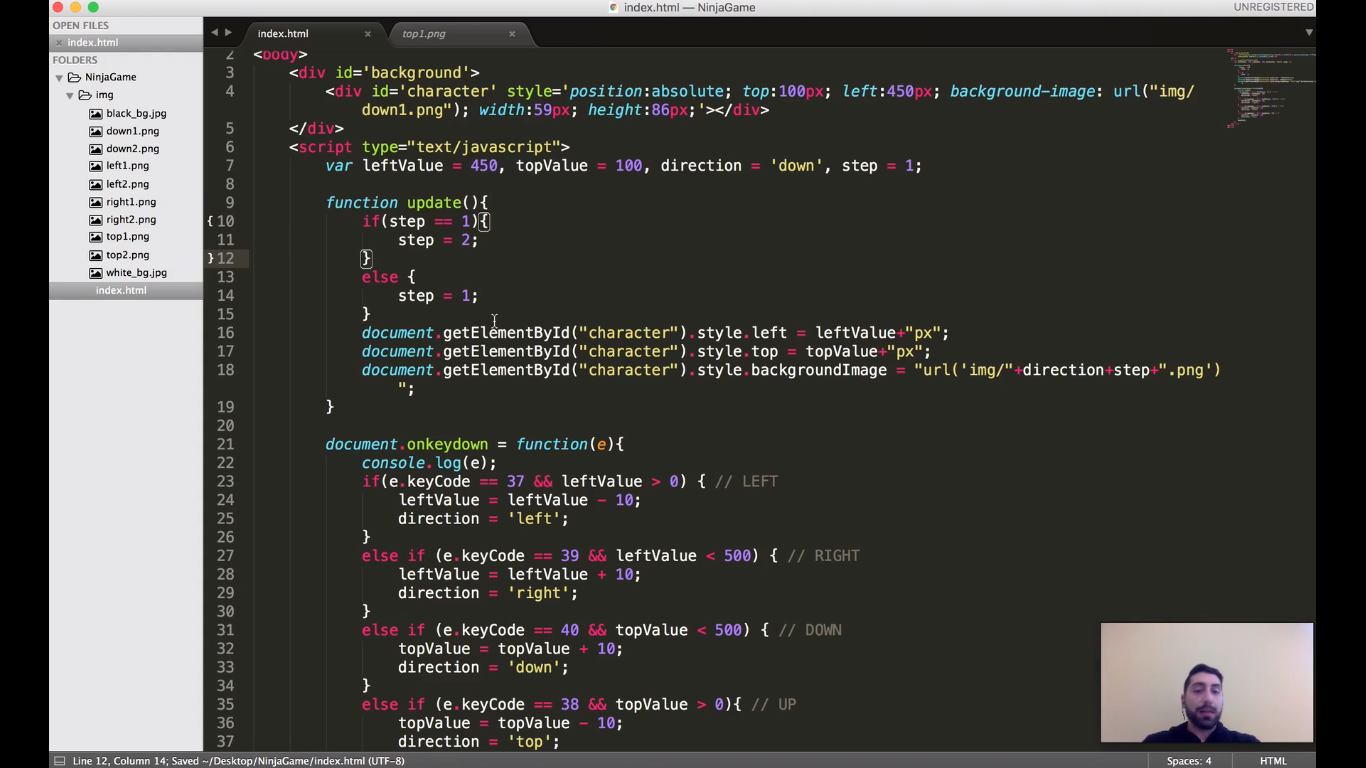 index.html — NinjaGame
UNREGISTERED
OPEN FILES
× index.html
FOLDERS
NinjaGame
img
black_bg.jpg
down1.png
down2.png
left1.png
left2.png
right1.png
right2.png
top1.png
top2.png
white_bg.jpg
index.html
index.html ×
top1.png ×
2 <body>
3 <div id='background'>
4 <div id='character' style='position:absolute; top:100px; left:450px; background-image: url("img/
down1.png"); width:59px; height:86px;'></div>
5 </div>
6 <script type="text/javascript">
7 var leftValue = 450, topValue = 100, direction = 'down', step = 1;
8
9 function update(){
{ 10 if(step == 1){
11 step = 2;
} 12 }
13 else {
14 step = 1;
15 }
16 document.getElementById("character").style.left = leftValue+"px";
17 document.getElementById("character").style.top = topValue+"px";
18 document.getElementById("character").style.backgroundImage = "url('img/"+direction+step+".png')
";
19 }
20
21 document.onkeydown = function(e){
22 console.log(e);
23 if(e.keyCode == 37 && leftValue > 0) { // LEFT
24 leftValue = leftValue - 10;
25 direction = 'left';
26 }
27 else if (e.keyCode == 39 && leftValue < 500) { // RIGHT
28 leftValue = leftValue + 10;
29 direction = 'right';
30 }
31 else if (e.keyCode == 40 && topValue < 500) { // DOWN
32 topValue = topValue + 10;
33 direction = 'down';
34 }
35 else if (e.keyCode == 38 && topValue > 0){ // UP
36 topValue = topValue - 10;
37 direction = 'top';
Line 12, Column 14; Saved ~/Desktop/NinjaGame/index.html (UTF-8)
Spaces: 4
HTML